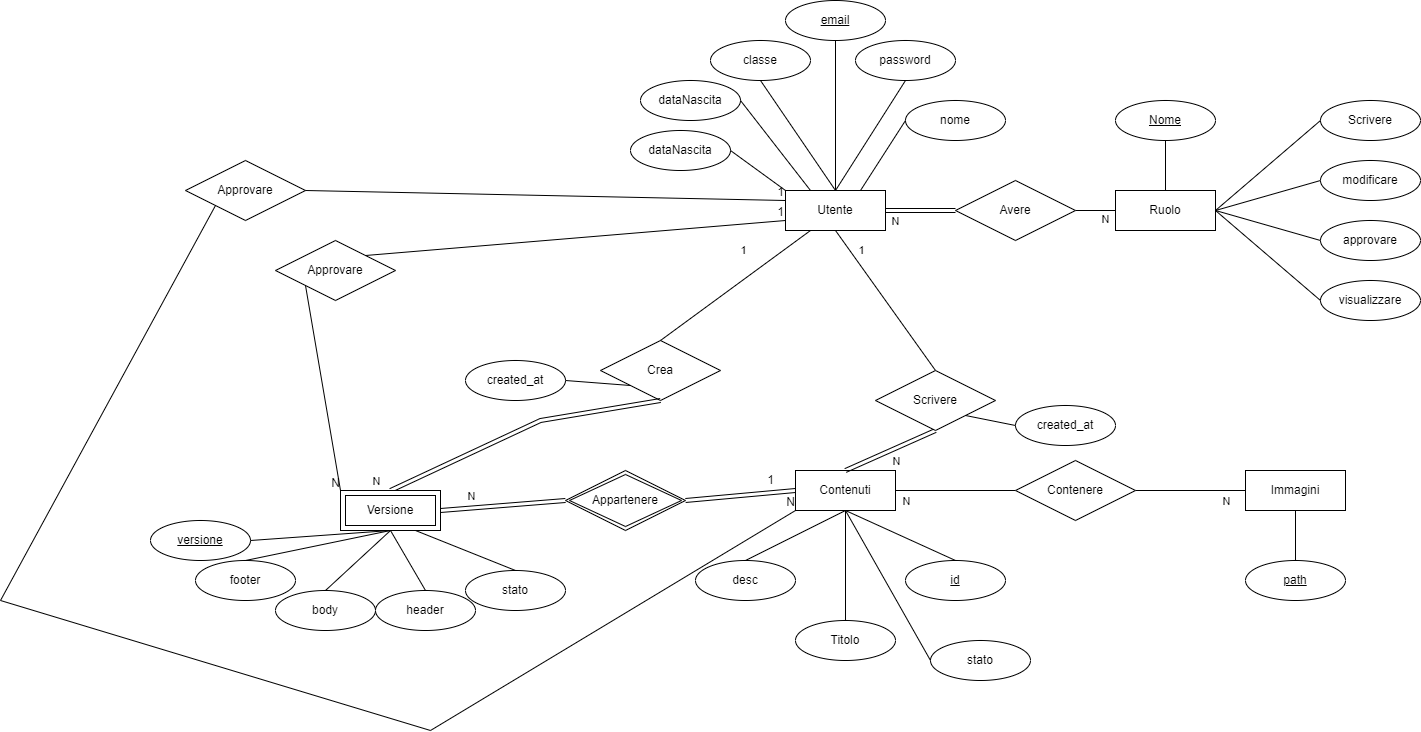 email
classe
password
dataNascita
nome
Nome
Scrivere
dataNascita
modificare
Approvare
1
Utente
Avere
Ruolo
1
N
N
approvare
1
1
Approvare
visualizzare
Crea
created_at
Scrivere
created_at
N
N
N
N
1
Appartenere
Contenuti
Contenere
Immagini
N
N
N
Versione
versione
footer
body
header
stato
desc
id
path
Titolo
stato